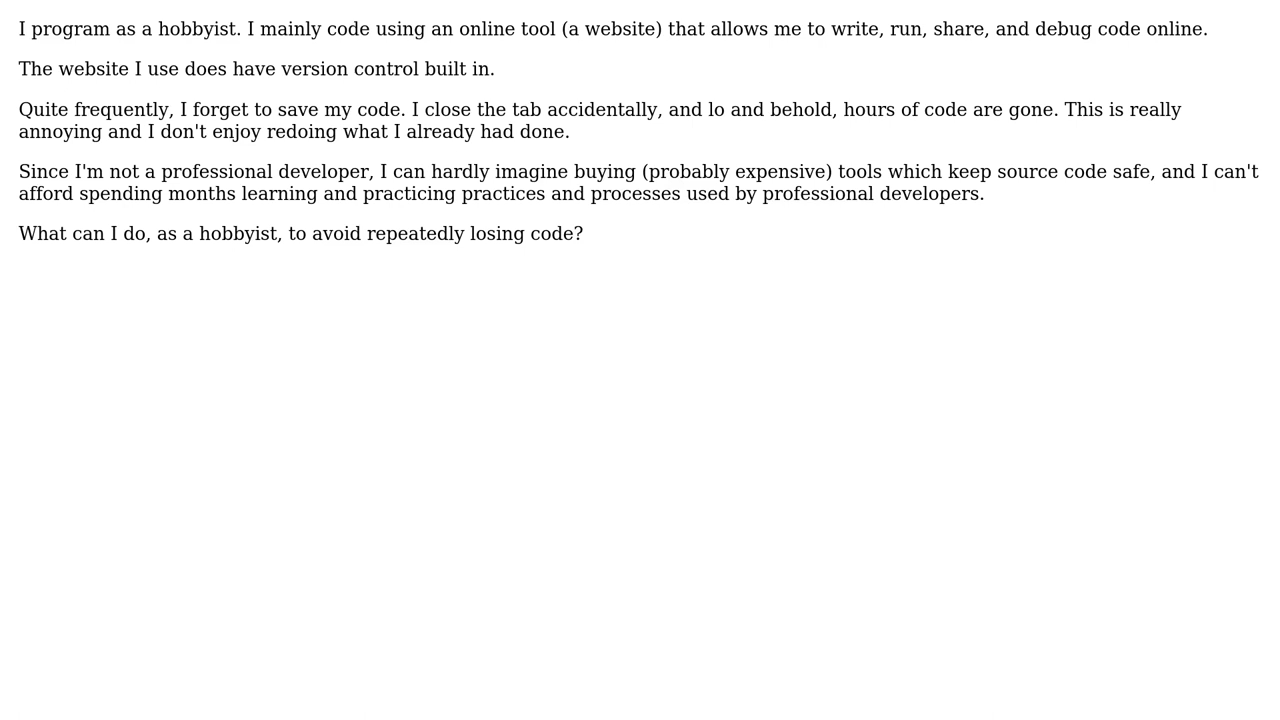 I program as a hobbyist. I mainly code using an online tool (a website) that allows me to write, run, share, and debug code online.
The website I use does have version control built in.
Quite frequently, I forget to save my code. I close the tab accidentally, and lo and behold, hours of code are gone. This is really
annoying and I don't enjoy redoing what I already had done.
Since I'm not a professional developer, I can hardly imagine buying (probably expensive) tools which keep source code safe, and I can't
afford spending months learning and practicing practices and processes used by professional developers.
What can I do, as a hobbyist, to avoid repeatedly losing code?